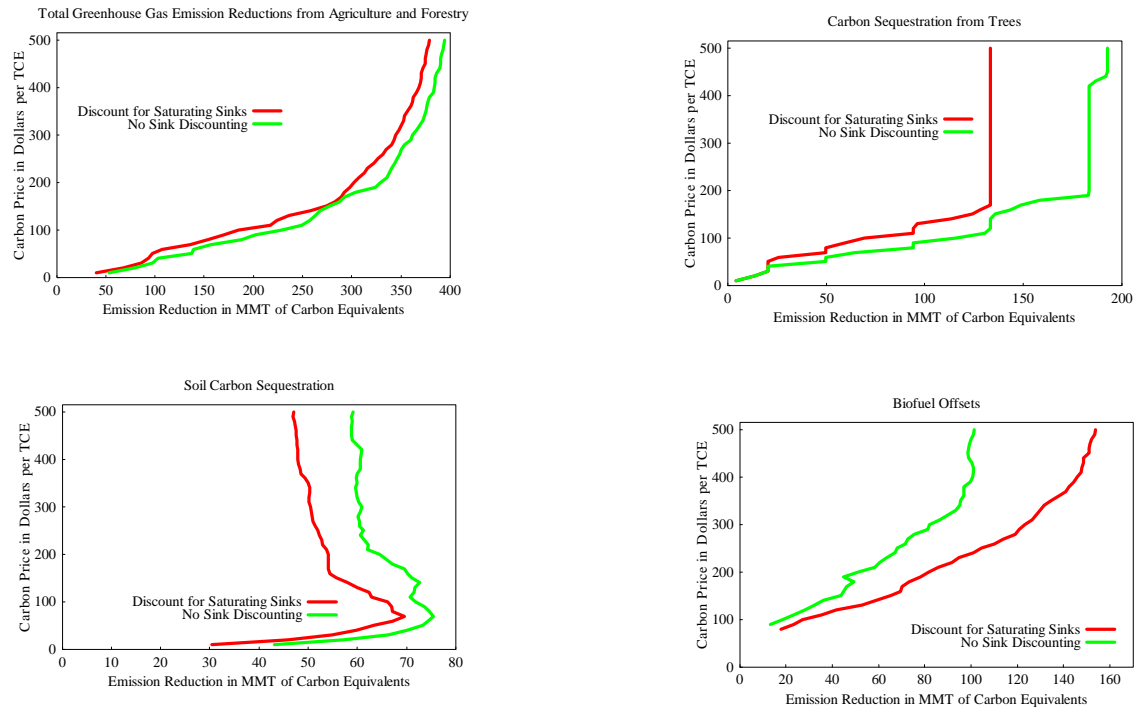 Total Greenhouse Gas Emission Reductions from Agriculture and Forestry
Carbon Price in Dollars per TCE
500
400
300
200
100
0
Discount for Saturating Sinks
No Sink Discounting
0 50 100 150 200 250 300 350 400
Emission Reduction in MMT of Carbon Equivalents
Carbon Sequestration from Trees
Carbon Price in Dollars per TCE
500
400
300
200
100
0
Discount for Saturating Sinks
No Sink Discounting
0 50 100 150 200
Emission Reduction in MMT of Carbon Equivalents
Soil Carbon Sequestration
Carbon Price in Dollars per TCE
500
400
300
200
100
0
Discount for Saturating Sinks
No Sink Discounting
0 10 20 30 40 50 60 70 80
Emission Reduction in MMT of Carbon Equivalents
Biofuel Offsets
Carbon Price in Dollars per TCE
500
400
300
200
100
0
Discount for Saturating Sinks
No Sink Discounting
0 20 40 60 80 100 120 140 160
Emission Reduction in MMT of Carbon Equivalents